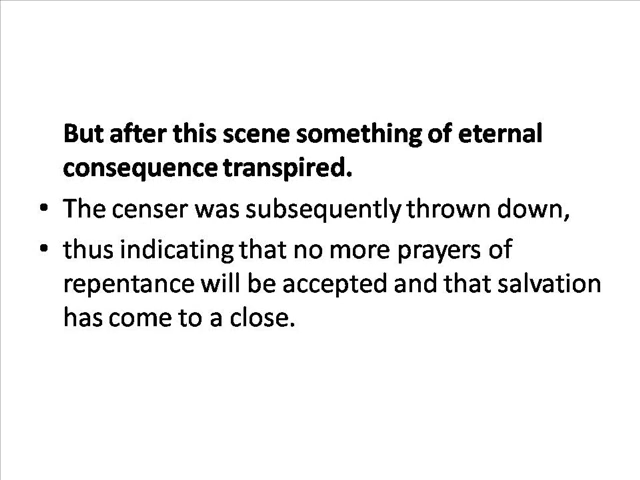 But after this scene something of eternal
consequence transpired.
• The censer was subsequently thrown down,
• thus indicating that no more prayers of
repentance will be accepted and that salvation
has come to a close.